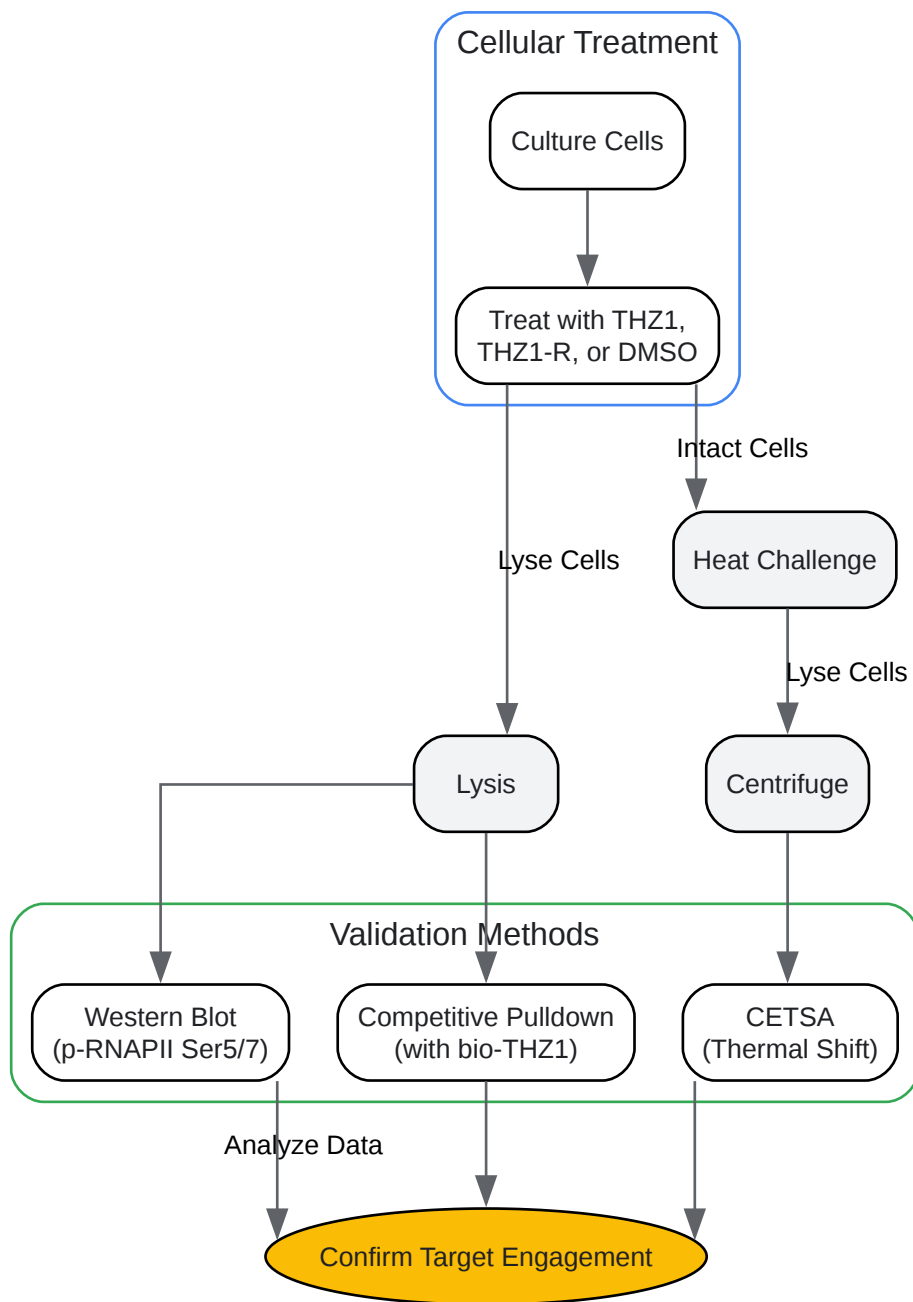 Cellular Treatment
Culture Cells
Treat with THZ1,
THZ1-R, or DMSO
Intact Cells
Lyse Cells
Heat Challenge
Lyse Cells
Lysis
Centrifuge
Validation Methods
Western Blot
(p-RNAPII Ser5/7)
Competitive Pulldown
(with bio-THZ1)
CETSA
(Thermal Shift)
Analyze Data
Confirm Target Engagement